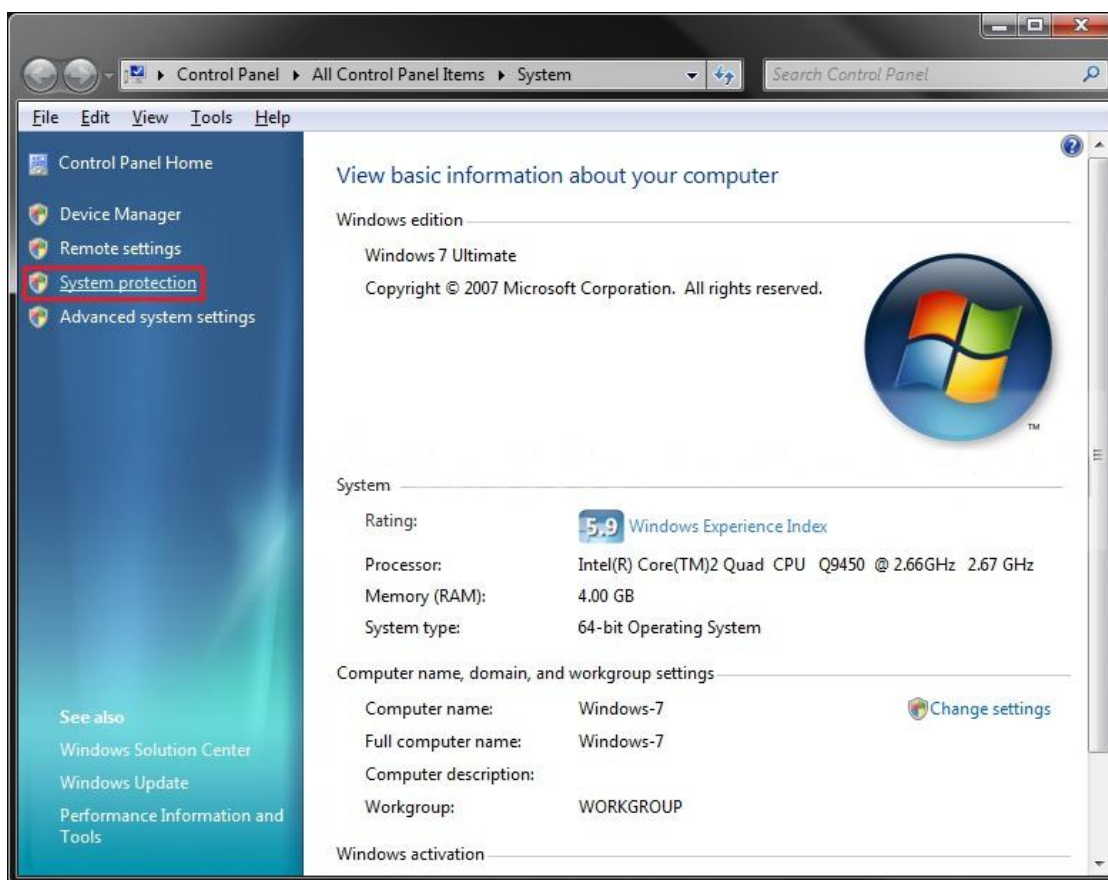 Control Panel ▸ All Control Panel Items ▸ System
Search Control Panel
File Edit View Tools Help
Control Panel Home
Device Manager
Remote settings
System protection
Advanced system settings
See also
Windows Solution Center
Windows Update
Performance Information and
Tools
View basic information about your computer
Windows edition
Windows 7 Ultimate
Copyright © 2007 Microsoft Corporation. All rights reserved.
TM
System
Rating: 5,9 Windows Experience Index
Processor: Intel(R) Core(TM)2 Quad CPU Q9450 @ 2.66GHz 2.67 GHz
Memory (RAM): 4.00 GB
System type: 64-bit Operating System
Computer name, domain, and workgroup settings
Computer name: Windows-7 Change settings
Full computer name: Windows-7
Computer description:
Workgroup: WORKGROUP
Windows activation